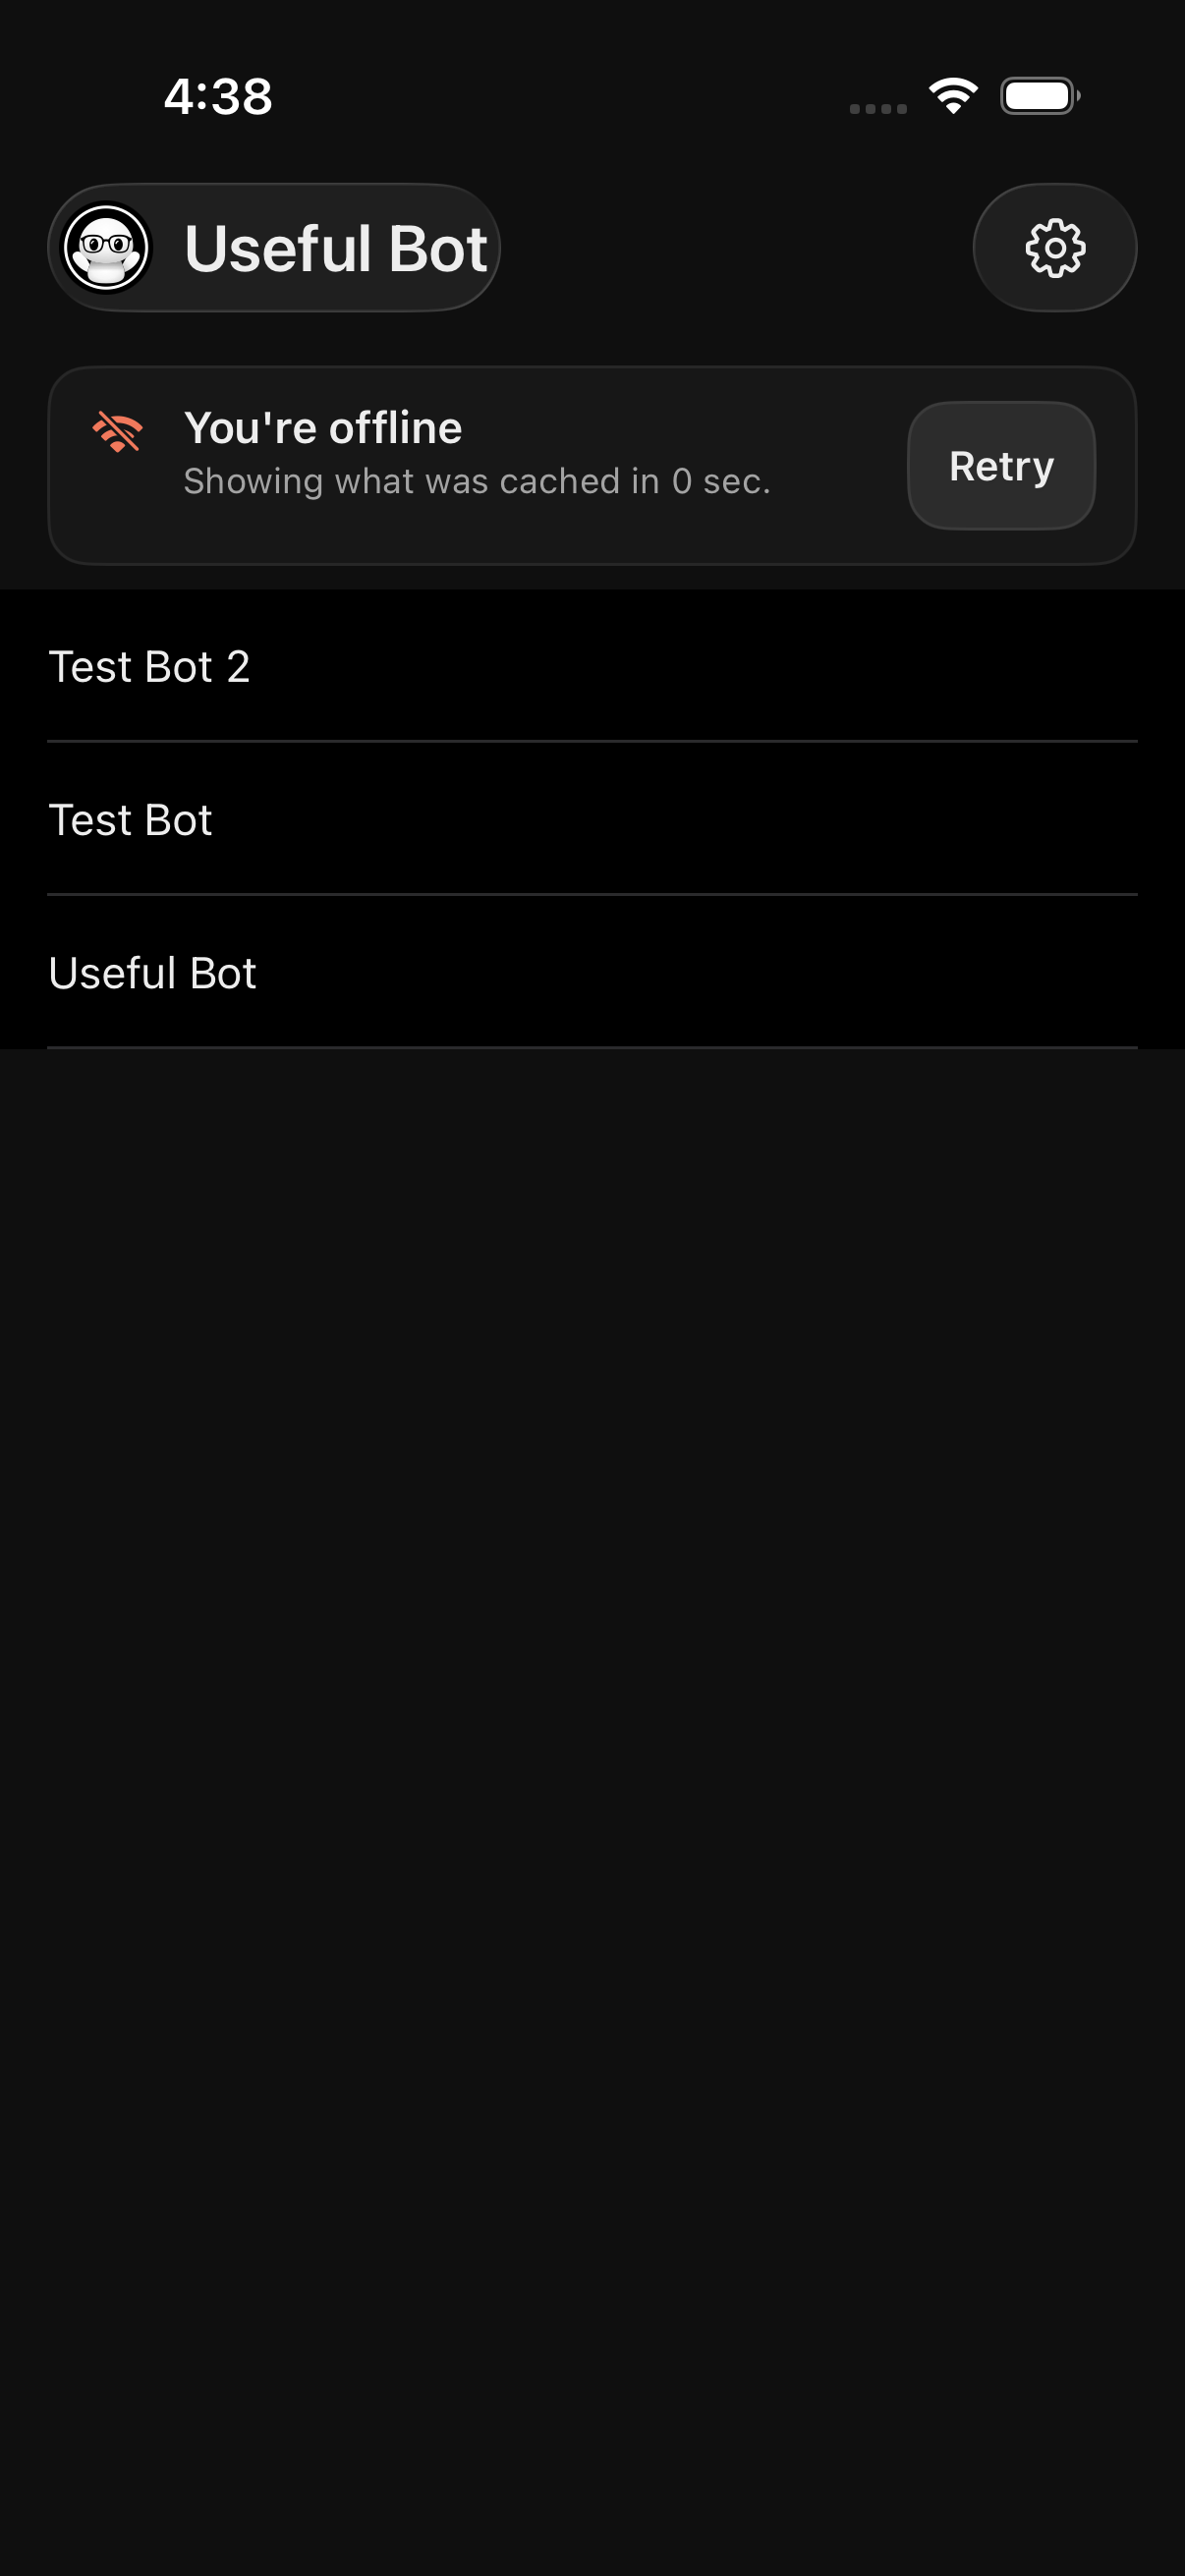 4:38
Useful Bot
You're offline
Showing what was cached in 0 sec.
Retry
Test Bot 2
Test Bot
Useful Bot